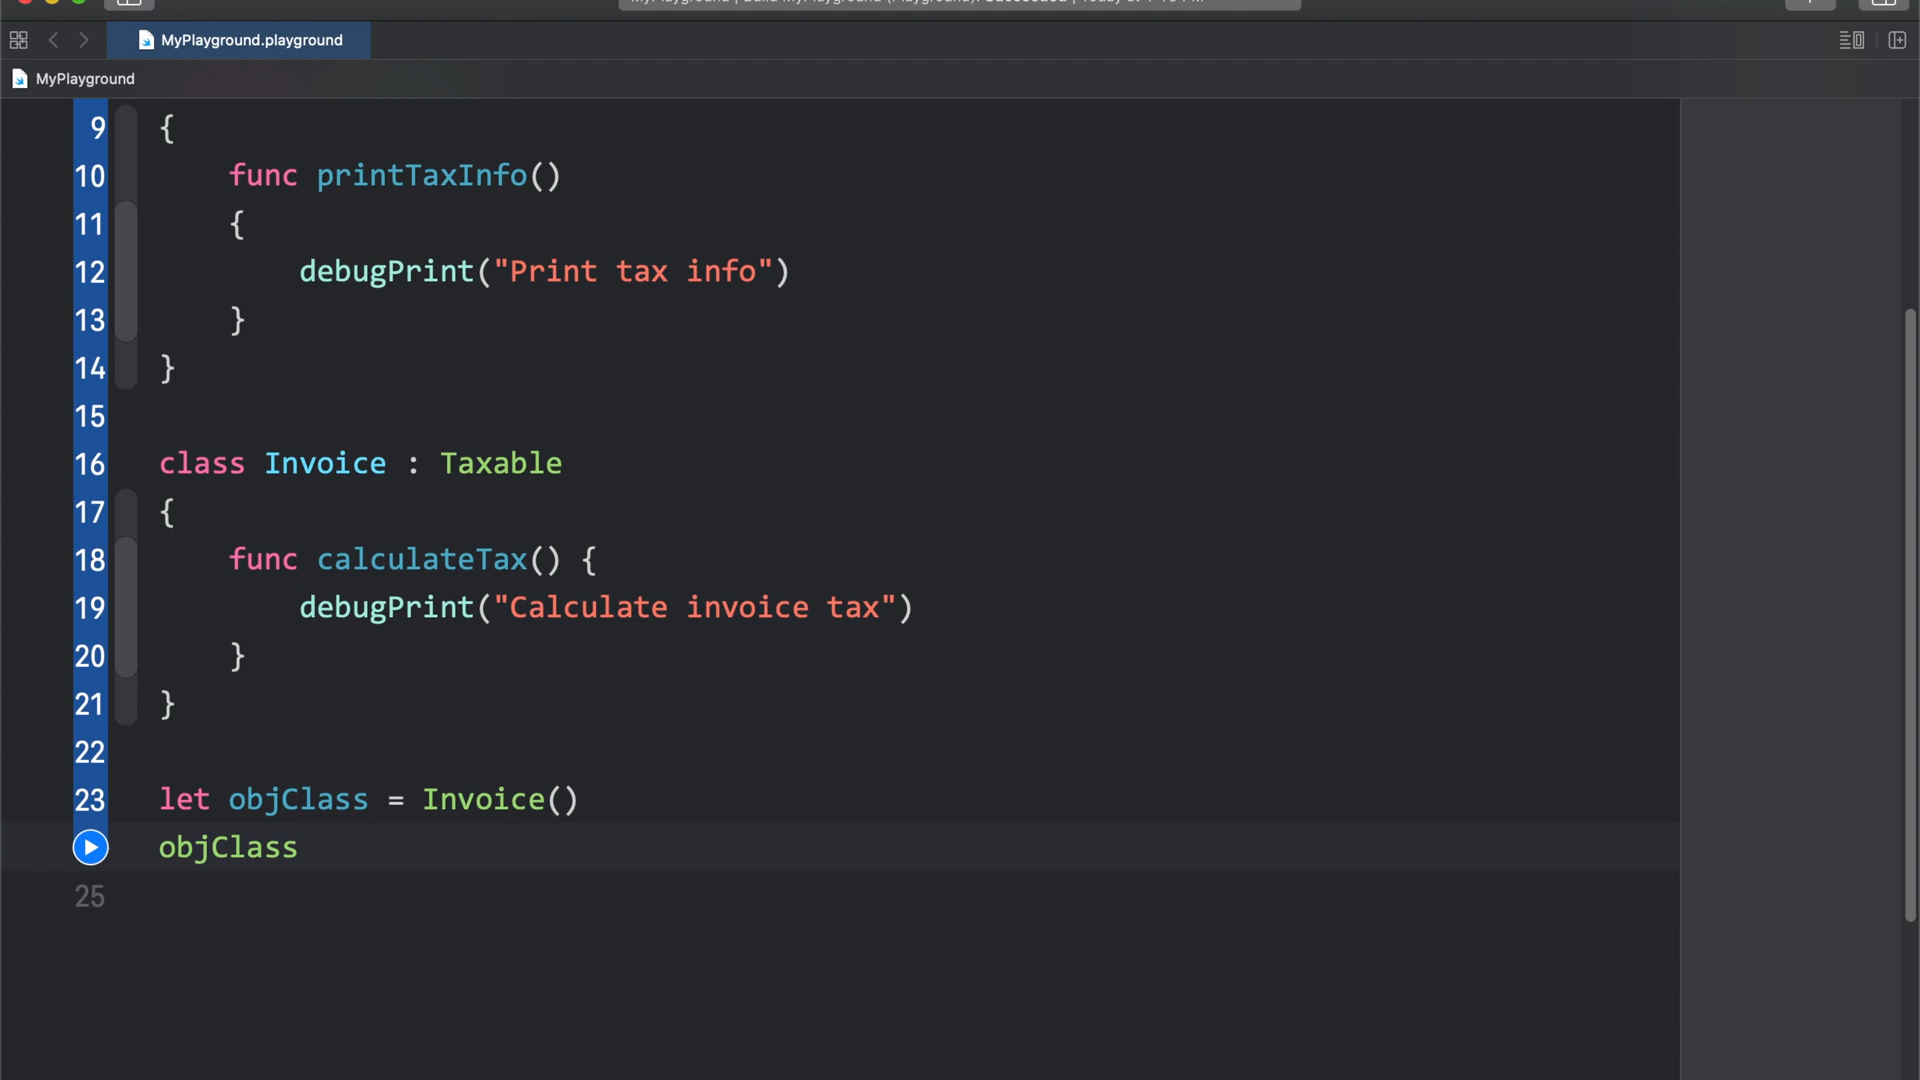 MyPlayground.playground
MyPlayground
9 {
10 func printTaxInfo()
11 {
12 debugPrint("Print tax info")
13 }
14 }
15
16 class Invoice : Taxable
17 {
18 func calculateTax() {
19 debugPrint("Calculate invoice tax")
20 }
21 }
22
23 let objClass = Invoice()
objClass
25